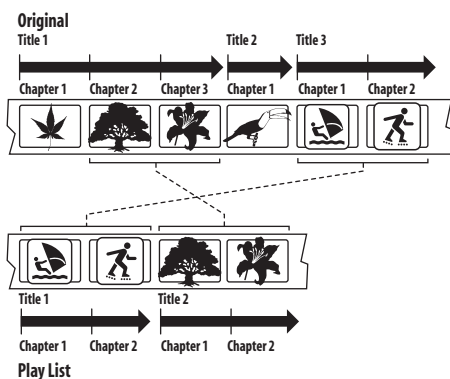 Original
Title 1 Title 2 Title 3
Chapter 1 Chapter 2 Chapter 3 Chapter 1 Chapter 1 Chapter 2
Title 1 Title 2
Chapter 1 Chapter 2 Chapter 1 Chapter 2
Play List